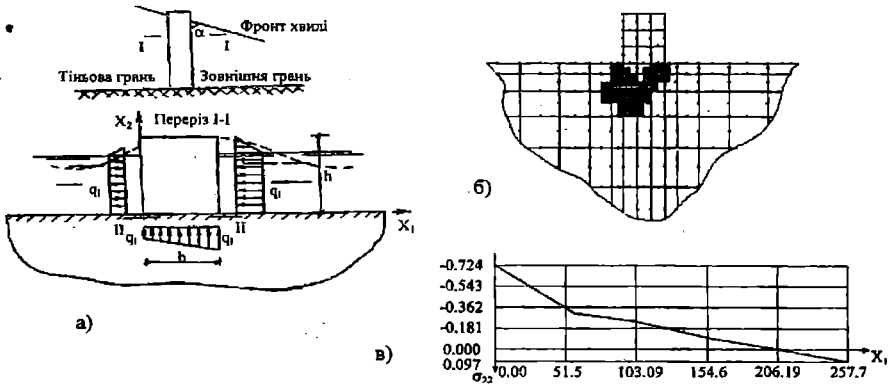 α
Фронт хвилі
I I
Тіньова грань Зовнішня грань
X₂ Переріз I-I
h
q₁ q₁
X₁
II q₁ q₁ II
b
а)
б)
-0.724
-0.543
-0.362
-0.181
0.000
0.097
X₁
σ₂₂ 0.00 51.5 103.09 154.6 206.19 257.7
в)